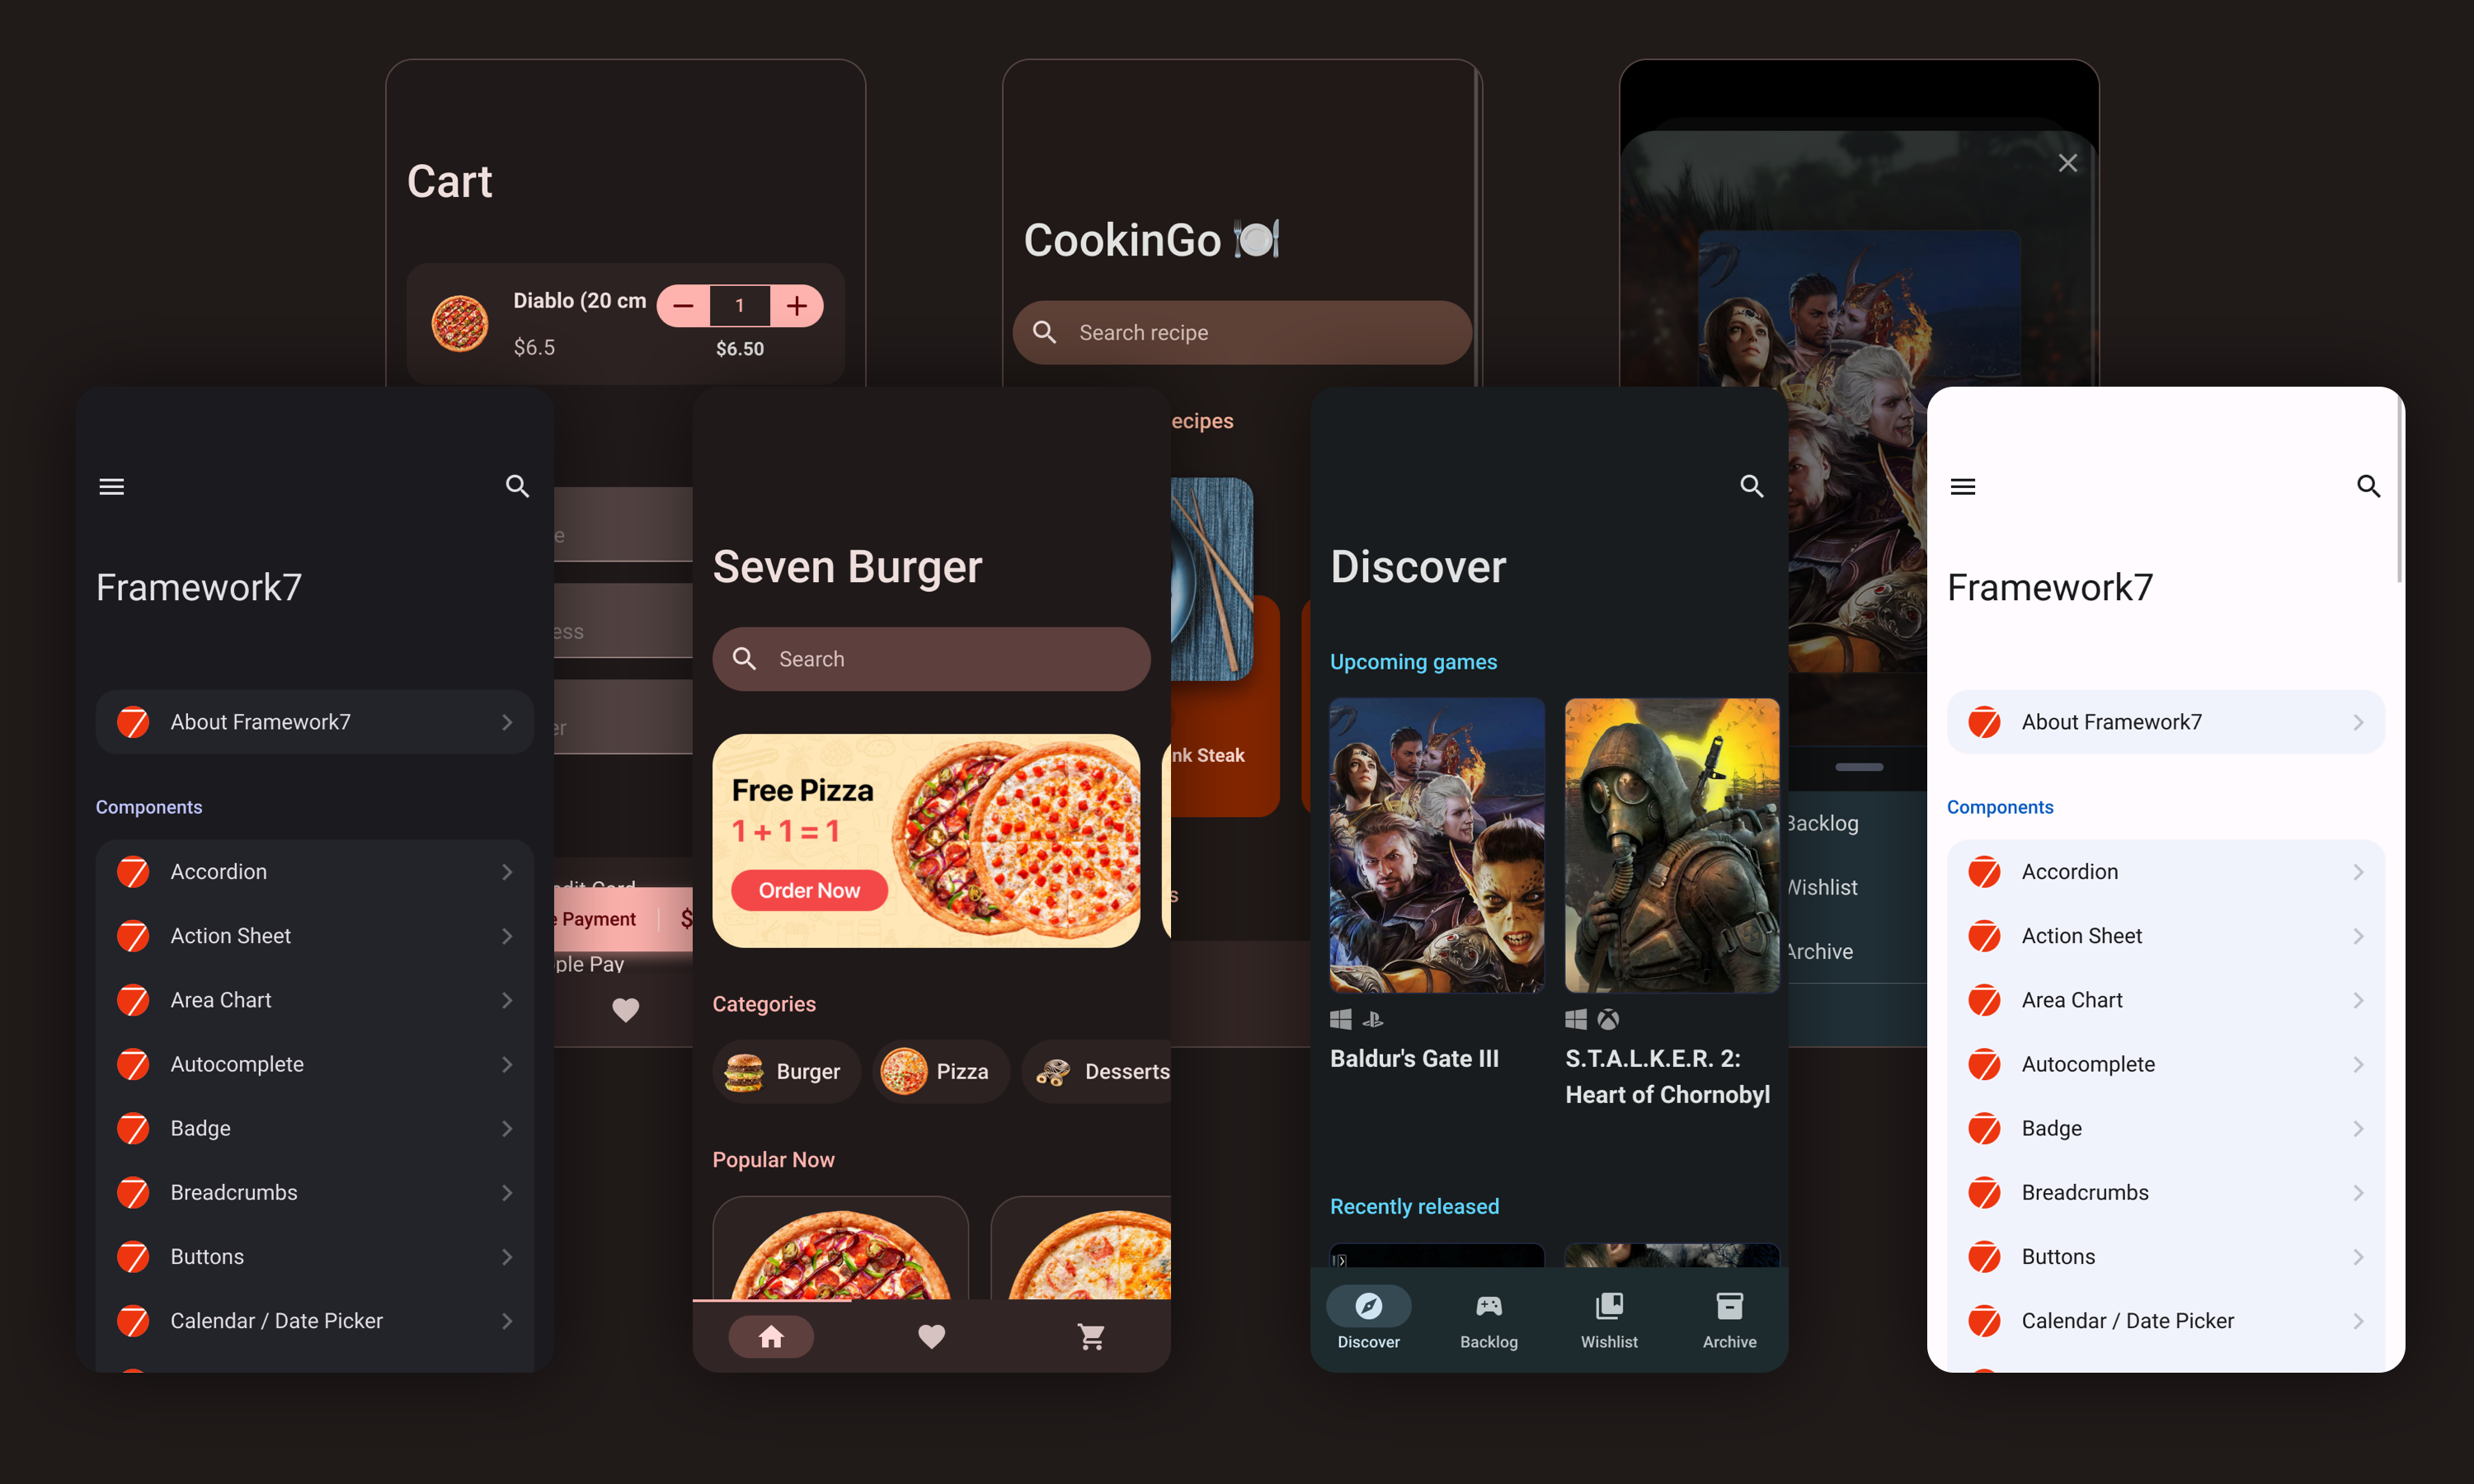 Cart
Diablo (20 cm
1
$6.5
$6.50
CookinGo
Search recipe
ecipes
nk Steak
Payment
$
ple Pay
Backlog
Wishlist
Archive
Framework7
About Framework7
Components
Accordion
Action Sheet
Area Chart
Autocomplete
Badge
Breadcrumbs
Buttons
Calendar / Date Picker
Seven Burger
Search
Free Pizza
1 + 1 = 1
Order Now
Categories
Burger
Pizza
Desserts
Popular Now
Discover
Upcoming games
Baldur's Gate III
S.T.A.L.K.E.R. 2:
Heart of Chornobyl
Recently released
Discover
Backlog
Wishlist
Archive
Framework7
About Framework7
Components
Accordion
Action Sheet
Area Chart
Autocomplete
Badge
Breadcrumbs
Buttons
Calendar / Date Picker